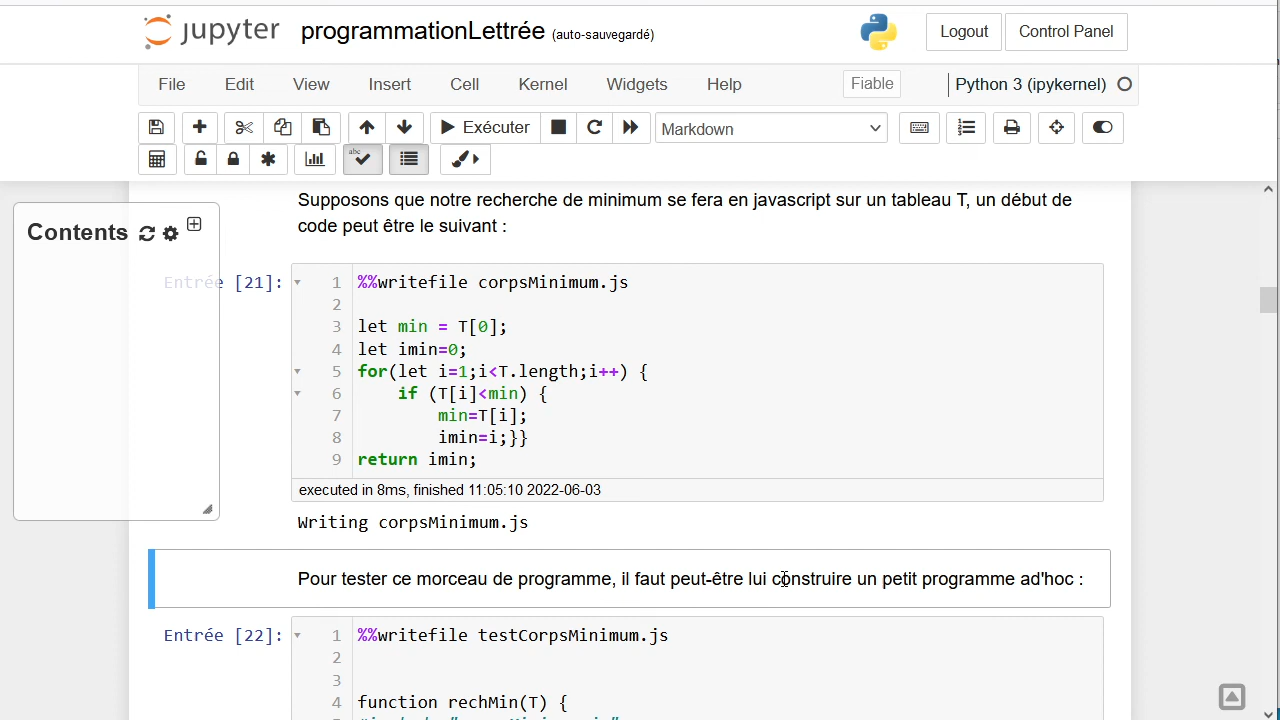 jupyter programmationLettrée (auto-sauvegardé) Logout Control Panel
File Edit View Insert Cell Kernel Widgets Help Fiable Python 3 (ipykernel)
Exécuter Markdown
abc
Supposons que notre recherche de minimum se fera en javascript sur un tableau T, un début de
code peut être le suivant :
Contents
Entrée [21]:
1 %%writefile corpsMinimum.js
2
3 let min = T[0];
4 let imin=0;
5 for(let i=1;i<T.length;i++) {
6 if (T[i]<min) {
7 min=T[i];
8 imin=i;}}
9 return imin;
executed in 8ms, finished 11:05:10 2022-06-03
Writing corpsMinimum.js
Pour tester ce morceau de programme, il faut peut-être lui construire un petit programme ad'hoc :
Entrée [22]:
1 %%writefile testCorpsMinimum.js
2
3
4 function rechMin(T) {